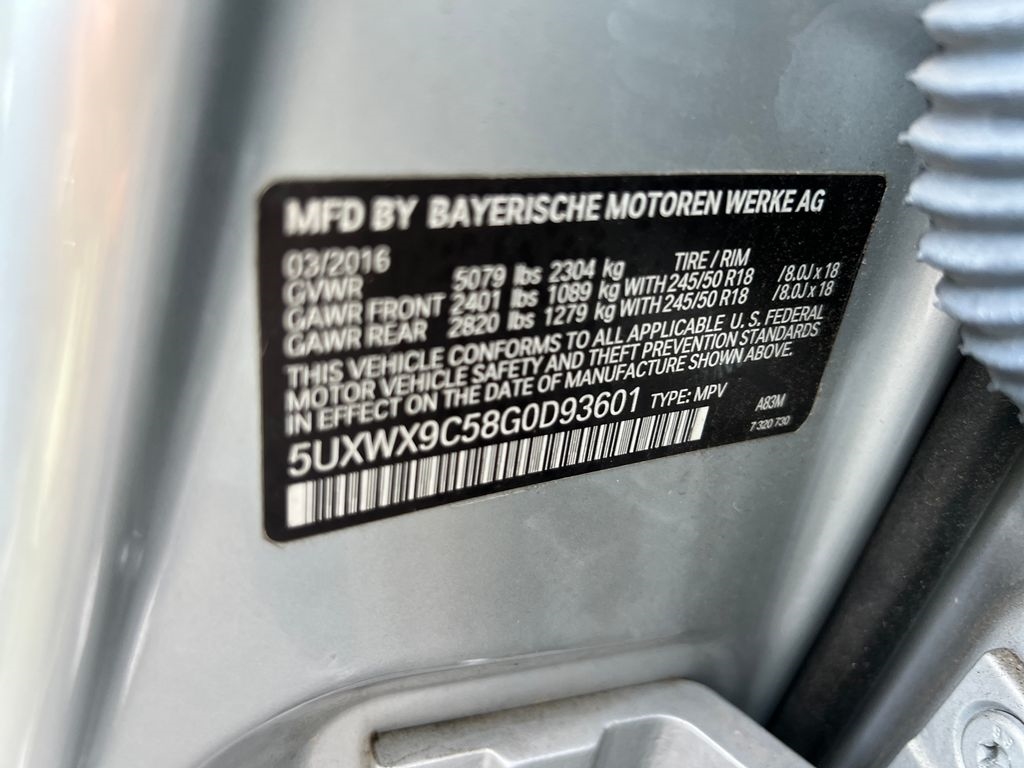 MFD BY BAYERISCHE MOTOREN WERKE AG
03/2016 TIRE / RIM
GVWR 5079 lbs 2304 kg
GAWR FRONT 2401 lbs 1089 kg WITH 245/50 R18 /8.0J x 18
GAWR REAR 2820 lbs 1279 kg WITH 245/50 R18 /8.0J x 18
THIS VEHICLE CONFORMS TO ALL APPLICABLE U. S. FEDERAL
MOTOR VEHICLE SAFETY AND THEFT PREVENTION STANDARDS
IN EFFECT ON THE DATE OF MANUFACTURE SHOWN ABOVE.
5UXWX9C58G0D93601 TYPE: MPV A83M
7 320 730